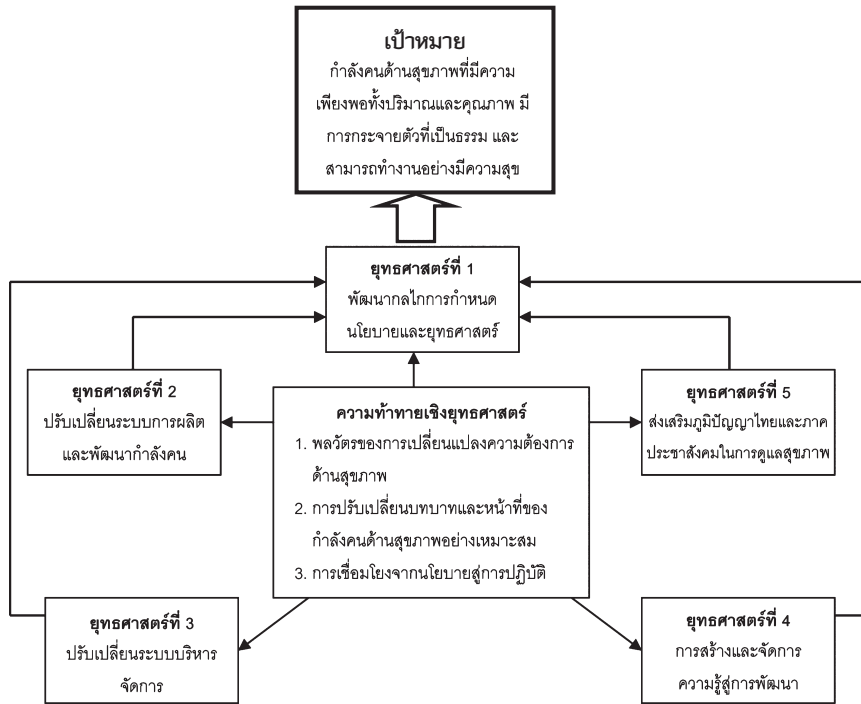 เป้าหมาย
กำลังคนด้านสุขภาพที่มีความ
เพียงพอทั้งปริมาณและคุณภาพ มี
การกระจายตัวที่เป็นธรรม และ
สามารถทำงานอย่างมีความสุข
ยุทธศาสตร์ที่ 1
พัฒนากลไกการกำหนด
นโยบายและยุทธศาสตร์
ยุทธศาสตร์ที่ 2
ปรับเปลี่ยนระบบการผลิต
และพัฒนากำลังคน
ความท้าทายเชิงยุทธศาสตร์
1. พลวัตรของการเปลี่ยนแปลงความต้องการ
ด้านสุขภาพ
2. การปรับเปลี่ยนบทบาทและหน้าที่ของ
กำลังคนด้านสุขภาพอย่างเหมาะสม
3. การเชื่อมโยงจากนโยบายสู่การปฏิบัติ
ยุทธศาสตร์ที่ 5
ส่งเสริมภูมิปัญญาไทยและภาค
ประชาสังคมในการดูแลสุขภาพ
ยุทธศาสตร์ที่ 3
ปรับเปลี่ยนระบบบริหาร
จัดการ
ยุทธศาสตร์ที่ 4
การสร้างและจัดการ
ความรู้สู่การพัฒนา